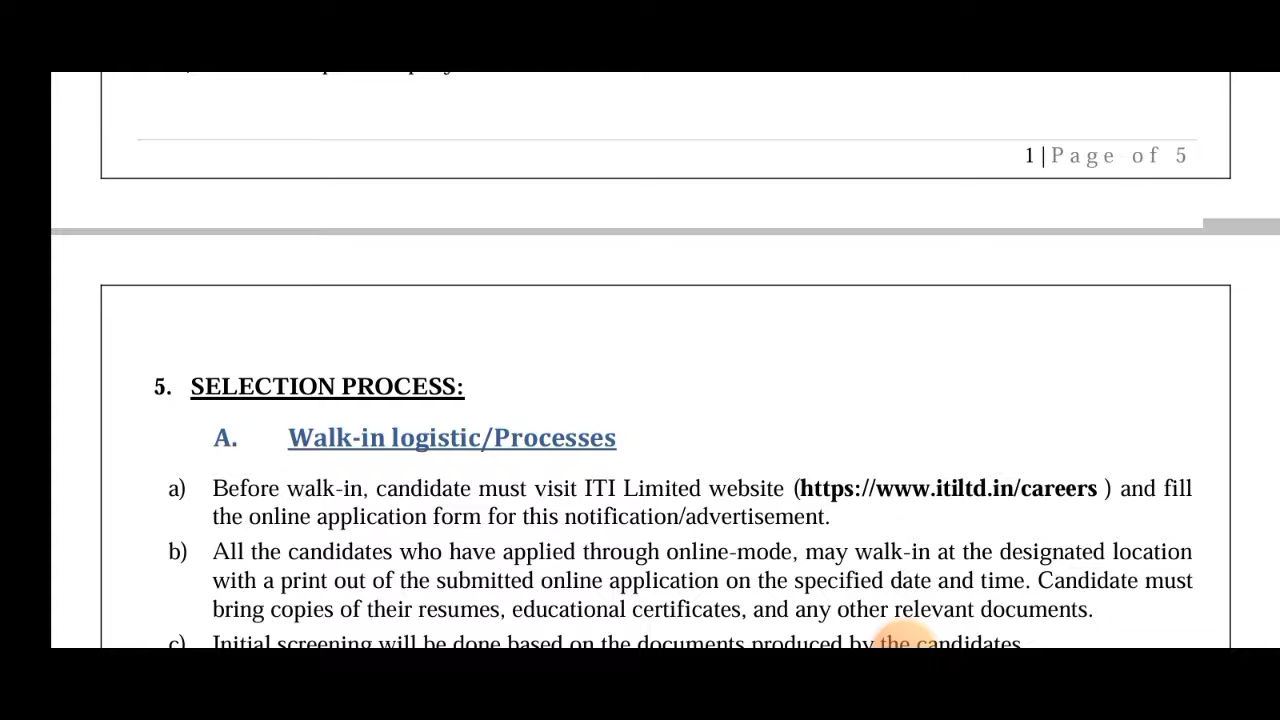 1|Page of 5
5. SELECTION PROCESS:
A. Walk-in logistic/Processes
a) Before walk-in, candidate must visit ITI Limited website (https://www.itiltd.in/careers ) and fill
the online application form for this notification/advertisement.
b) All the candidates who have applied through online-mode, may walk-in at the designated location
with a print out of the submitted online application on the specified date and time. Candidate must
bring copies of their resumes, educational certificates, and any other relevant documents.
c) Initial screening will be done based on the documents produced by the candidates